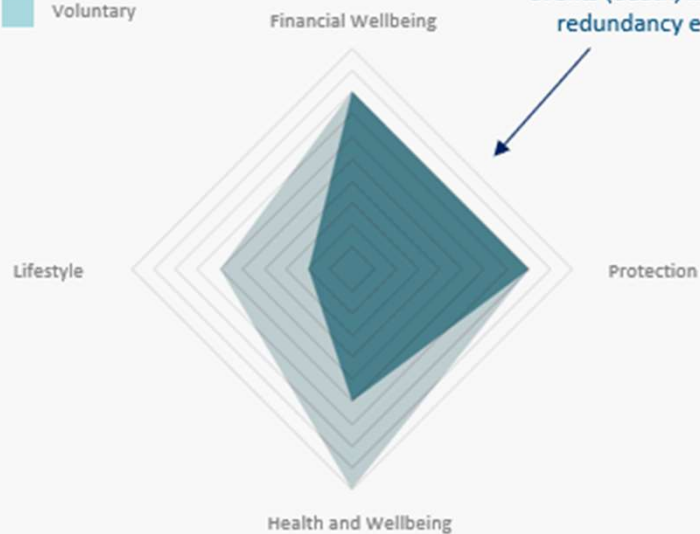 Voluntary
Financial Wellbeing
redundancy e
Lifestyle
Protection
Health and Wellbeing